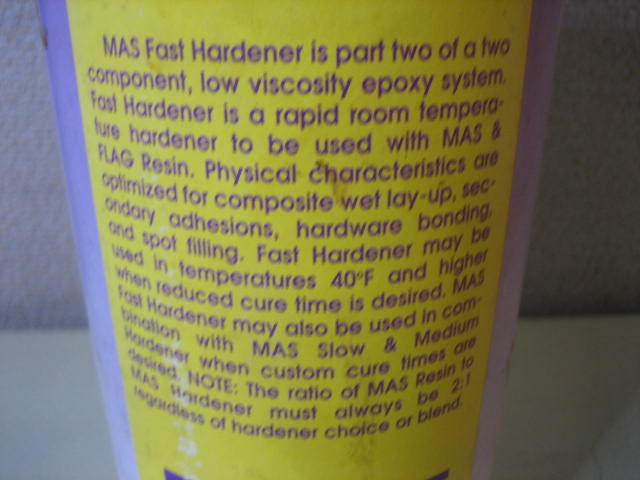 MAS Fast Hardener is part two of a two
component, low viscosity epoxy system.
Fast Hardener is a rapid room tempera-
ture hardener to be used with MAS &
FLAG Resin. Physical characteristics are
optimized for composite wet lay-up, sec-
ondary adhesions, hardware bonding,
and spot filling. Fast Hardener may be
used in temperatures 40°F and higher
when reduced cure time is desired. MAS
Fast Hardener may also be used in com-
bination with MAS Slow & Medium
Hardener when custom cure times are
desired. NOTE: The ratio of MAS Resin to
MAS Hardener must always be 2:1
regardless of hardener choice or blend.